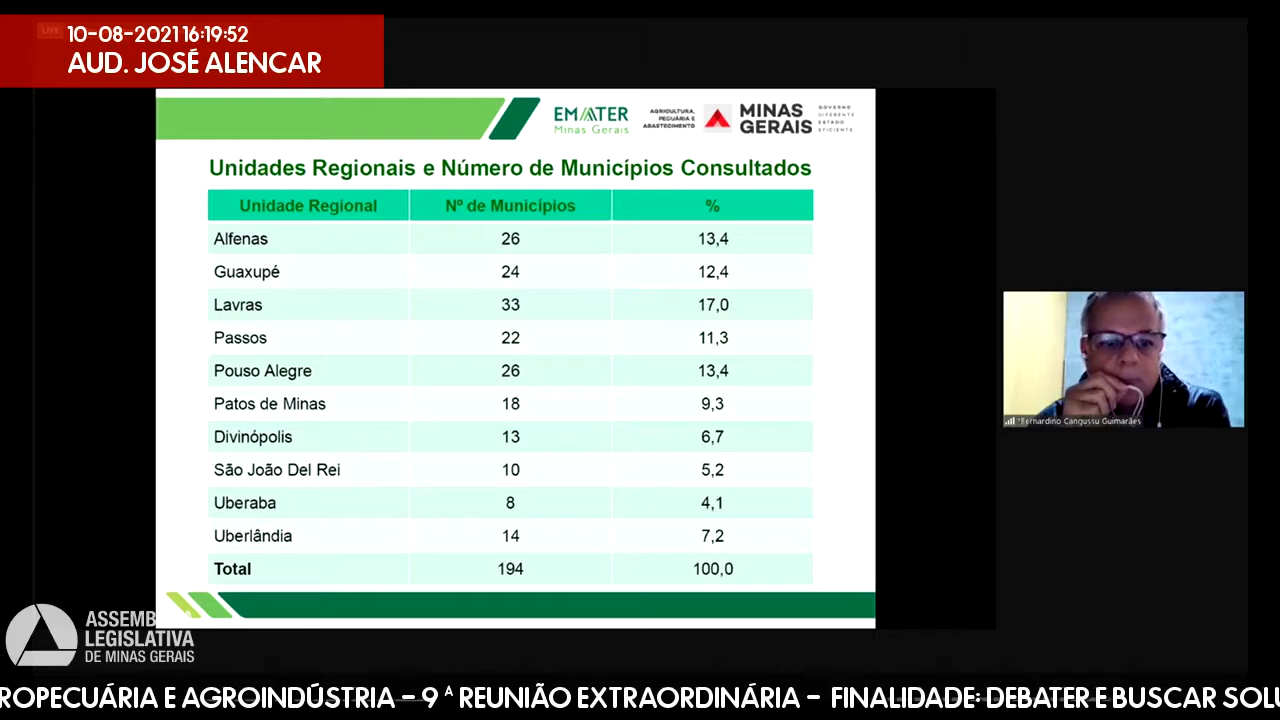 LIVE
10-08-2021 16:19:52
AUD. JOSÉ ALENCAR
EMATER
Minas Gerais
AGRICULTURA,
PECUÁRIA E
ABASTECIMENTO
MINAS
GERAIS
GOVERNO
DIFERENTE
ESTADO
EFICIENTE
Unidades Regionais e Número de Municípios Consultados
Unidade Regional Nº de Municípios %
Alfenas 26 13,4
Guaxupé 24 12,4
Lavras 33 17,0
Passos 22 11,3
Pouso Alegre 26 13,4
Patos de Minas 18 9,3
Divinópolis 13 6,7
São João Del Rei 10 5,2
Uberaba 8 4,1
Uberlândia 14 7,2
Total 194 100,0
Bernardino Cangussu Guimarães
ASSEMBLEIA
LEGISLATIVA
DE MINAS GERAIS
ROPECUÁRIA E AGROINDÚSTRIA – 9 ª REUNIÃO EXTRAORDINÁRIA – FINALIDADE: DEBATER E BUSCAR SOLU